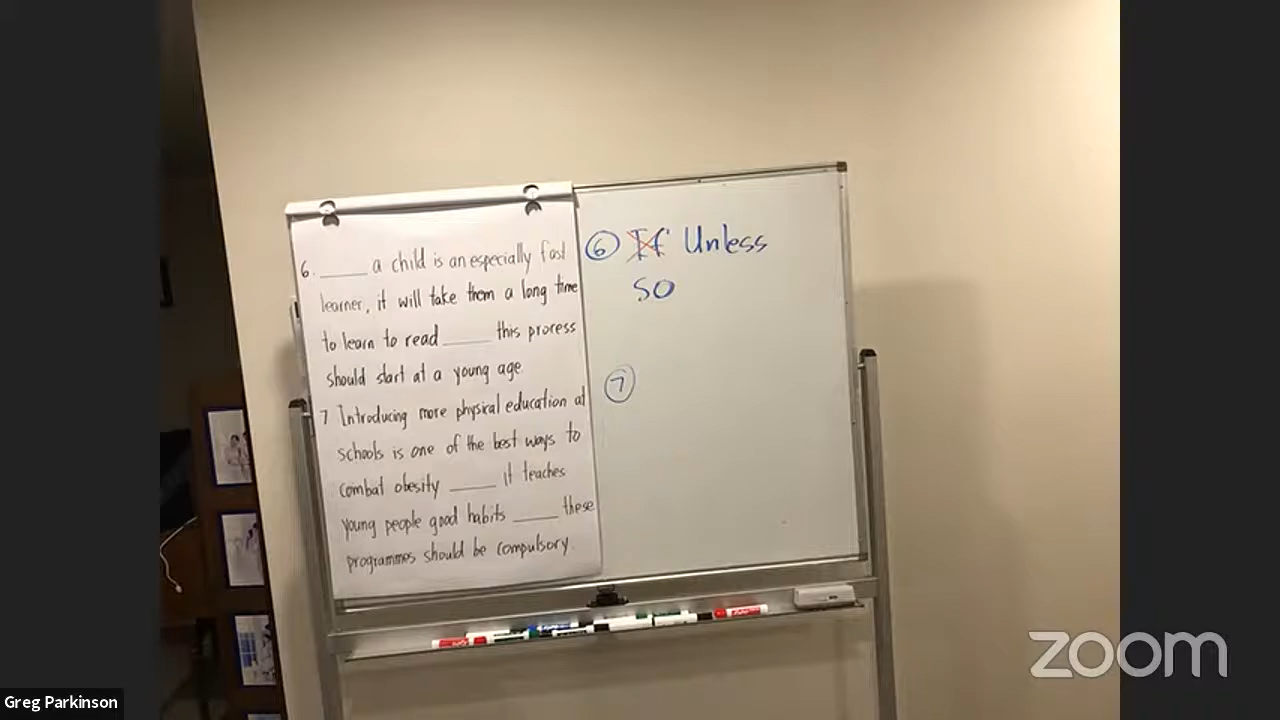 6. _____ a child is an especially fast
learner, it will take them a long time
to learn to read _____ this process
should start at a young age.
7 Introducing more physical education at
schools is one of the best ways to
combat obesity _____ it teaches
young people good habits _____ these
programmes should be compulsory.
6 If Unless
so
7
zoom
Greg Parkinson